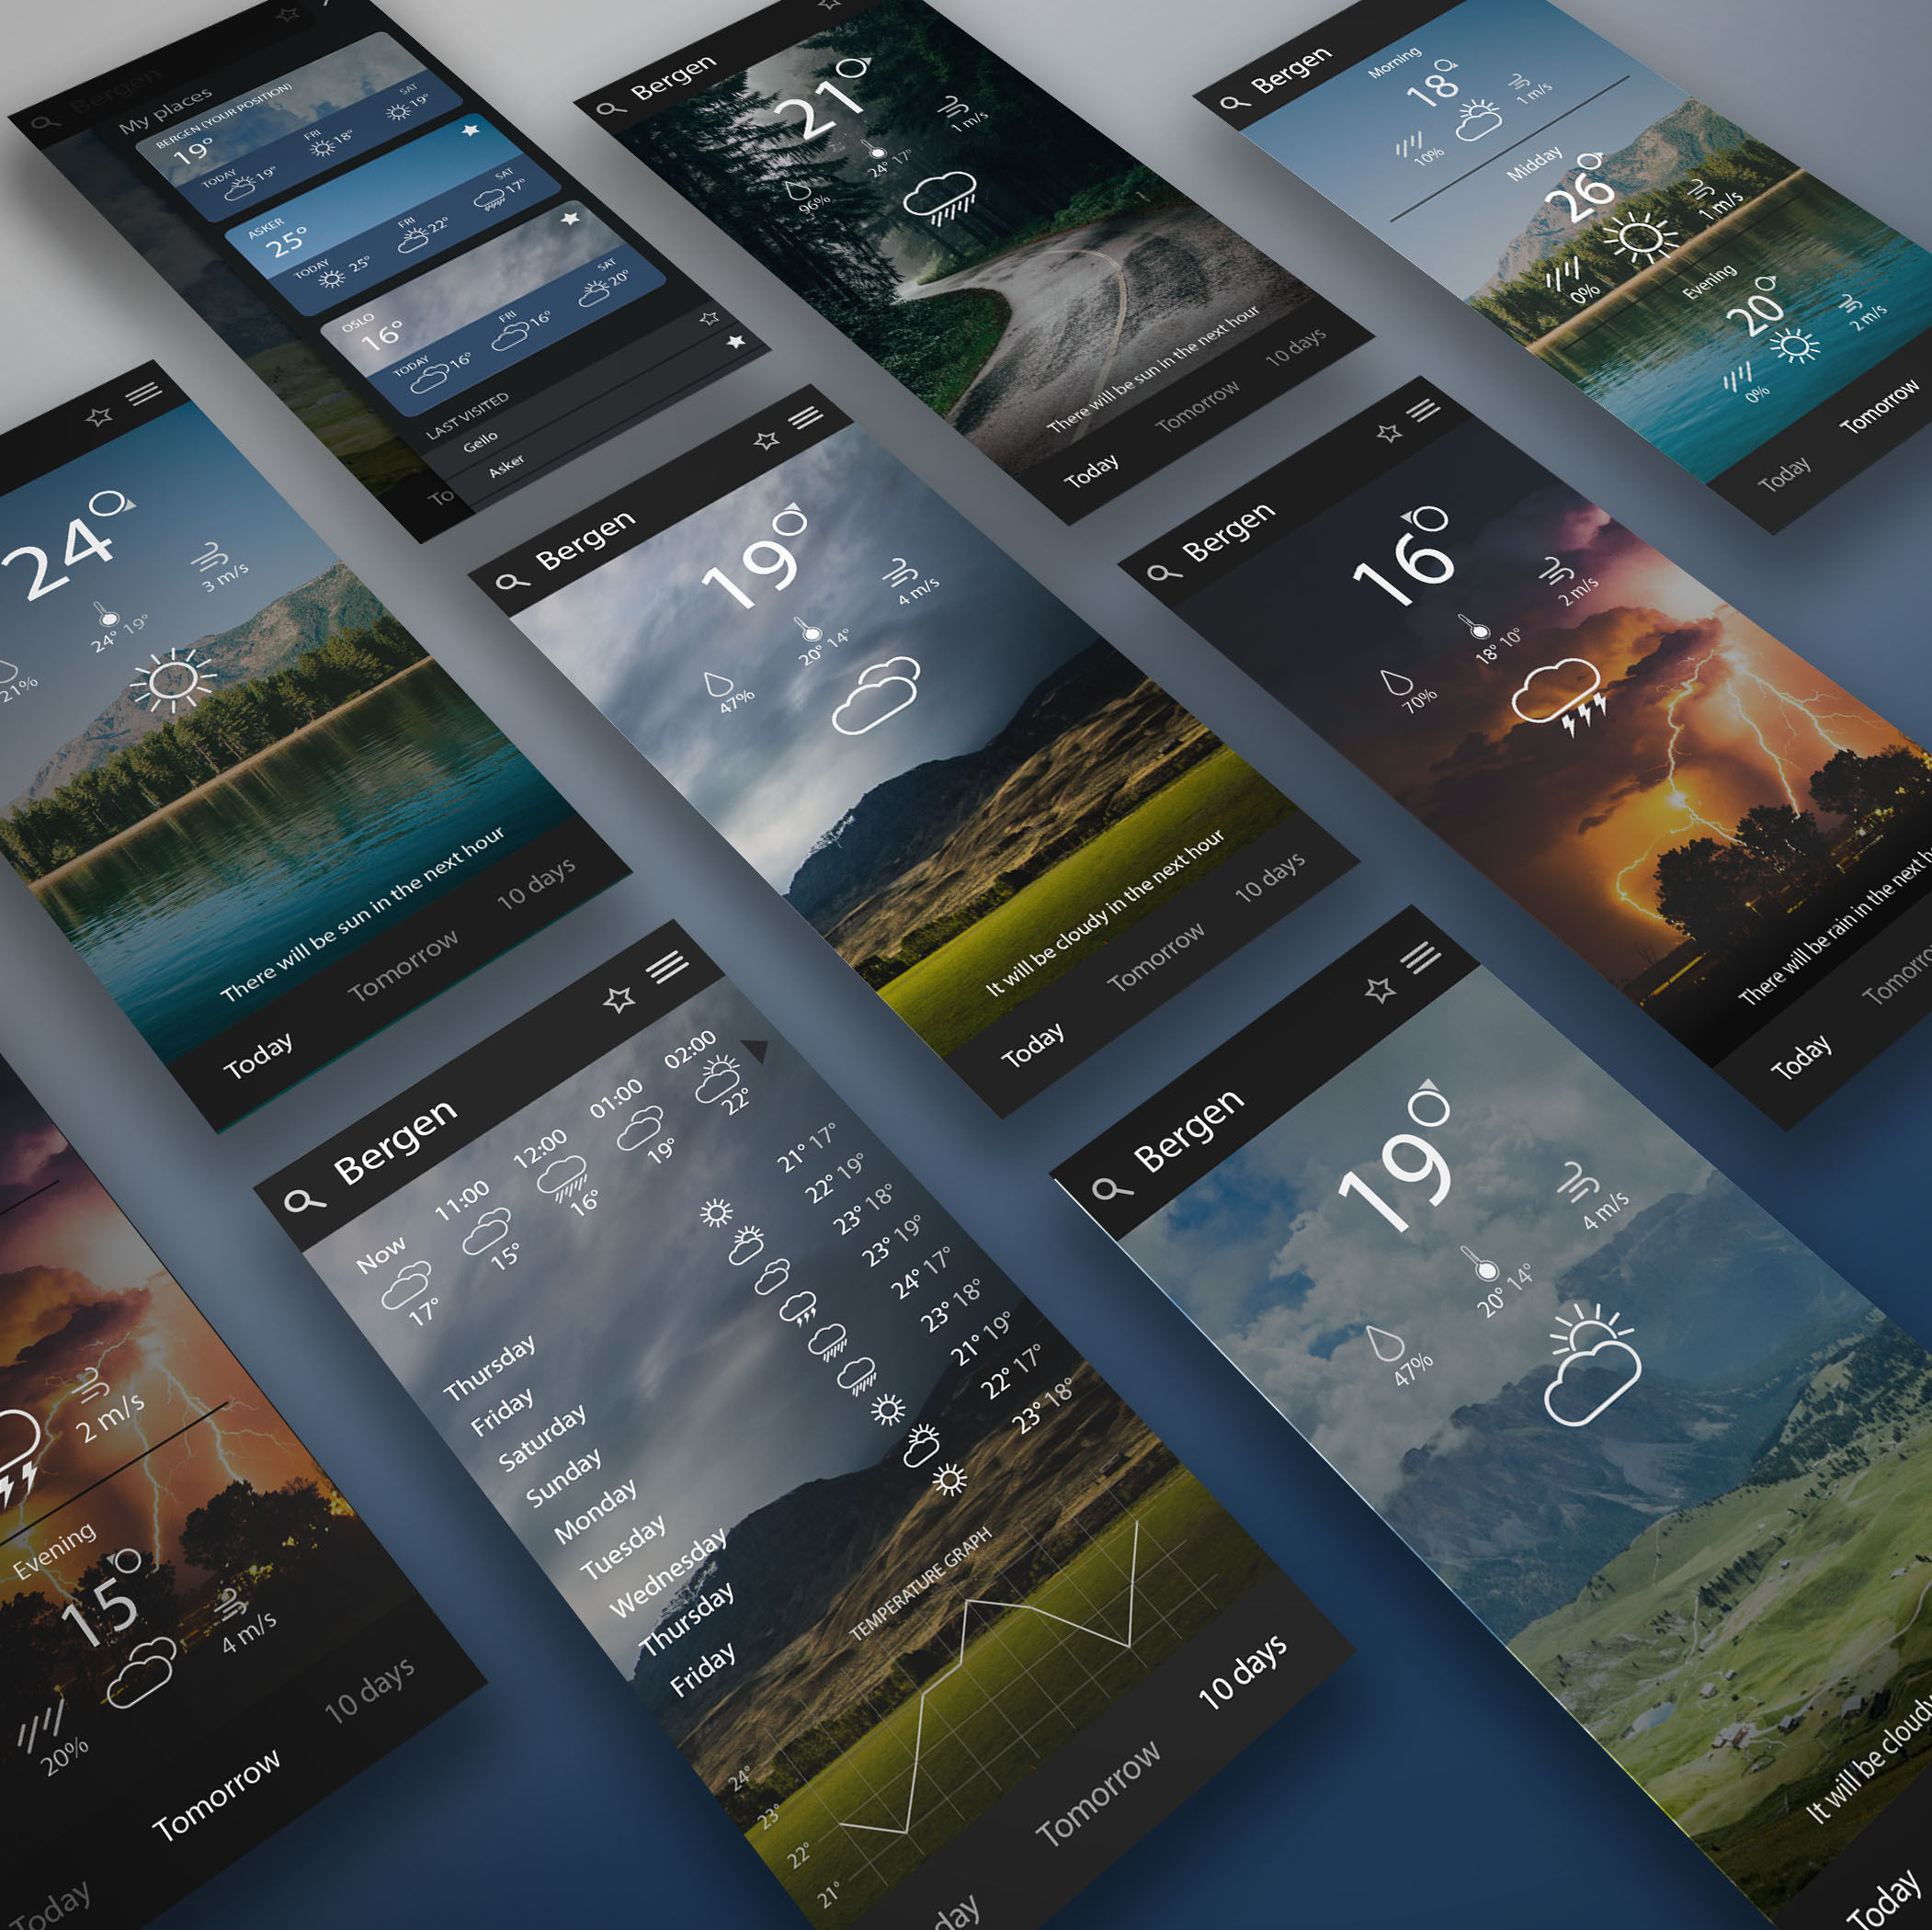 Bergen
My places
BERGEN (YOUR POSITION)
19°
TODAY
19°
FRI
18°
SAT
19°
ASKER
25°
TODAY
25°
FRI
22°
SAT
17°
OSLO
16°
TODAY
16°
FRI
16°
SAT
20°
LAST VISITED
Geilo
Asker
To
Bergen
21°
1 m/s
24° 17°
96%
There will be sun in the next hour
Today
Tomorrow
10 days
Bergen
Morning
18°
1 m/s
10%
Midday
26°
1 m/s
0%
Evening
20°
2 m/s
0%
Today
Tomorrow
24°
3 m/s
24° 19°
21%
There will be sun in the next hour
Today
Tomorrow
10 days
Bergen
19°
4 m/s
20° 14°
47%
It will be cloudy in the next hour
Today
Tomorrow
10 days
Bergen
16°
2 m/s
18° 10°
70%
There will be rain in the next h
Today
Tomorro
2 m/s
Evening
15°
4 m/s
20%
Today
Tomorrow
10 days
Bergen
Now
11:00
12:00
01:00
02:00
17°
15°
16°
19°
22°
Thursday
21° 17°
Friday
22° 19°
Saturday
23° 18°
Sunday
23° 19°
Monday
24° 17°
Tuesday
23° 18°
Wednesday
21° 19°
Thursday
22° 17°
Friday
23° 18°
TEMPERATURE GRAPH
24°
23°
22°
21°
day
Tomorrow
10 days
Bergen
19°
4 m/s
20° 14°
47%
It will be cloudy
Today